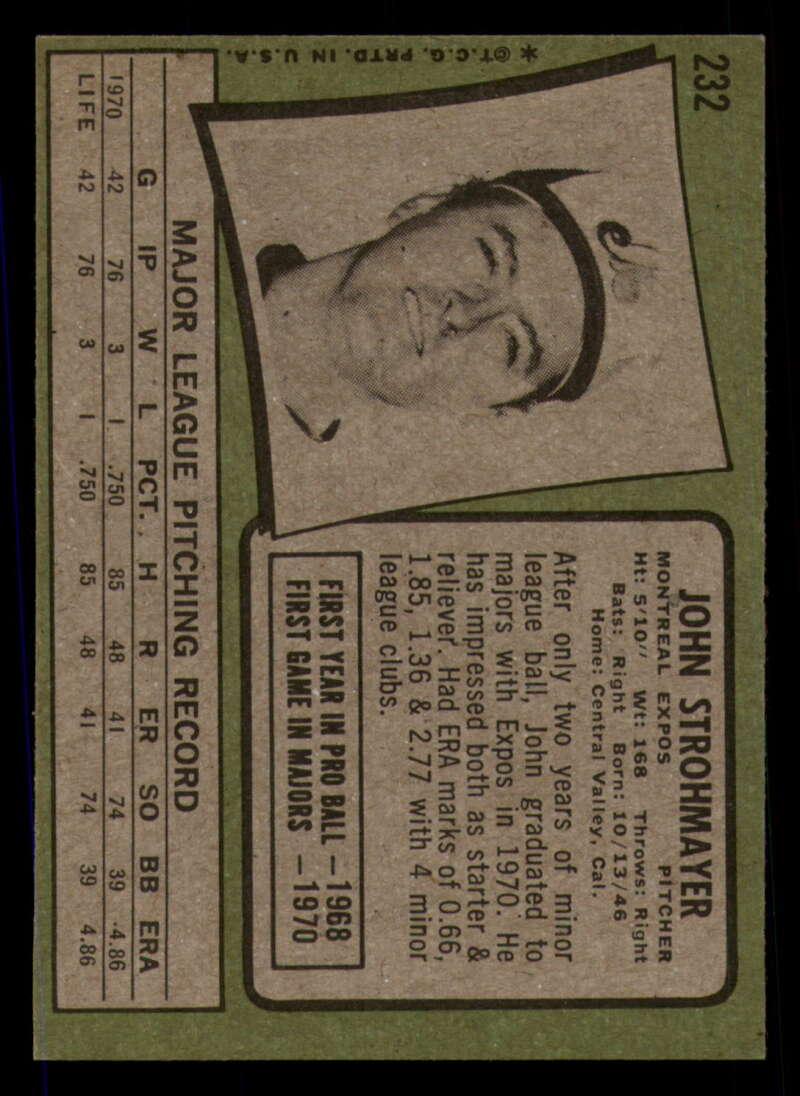 232
JOHN STROHMAYER
MONTREAL EXPOS PITCHER
Ht: 5'10" Wt: 168 Throws: Right
Bats: Right Born: 10/13/46
Home: Central Valley, Cal.
After only two years of minor
league ball, John graduated to
majors with Expos in 1970. He
has impressed both as starter &
reliever. Had ERA marks of 0.66,
1.85, 1.36 & 2.77 with 4 minor
league clubs.
FIRST YEAR IN PRO BALL —1968
FIRST GAME IN MAJORS —1970
MAJOR LEAGUE PITCHING RECORD
G IP W L PCT. H R ER SO BB ERA
1970 42 76 3 1 .750 85 48 41 74 39 4.86
LIFE 42 76 3 1 .750 85 48 41 74 39 4.86
* ©T.C.G. PRTD. IN U.S.A.